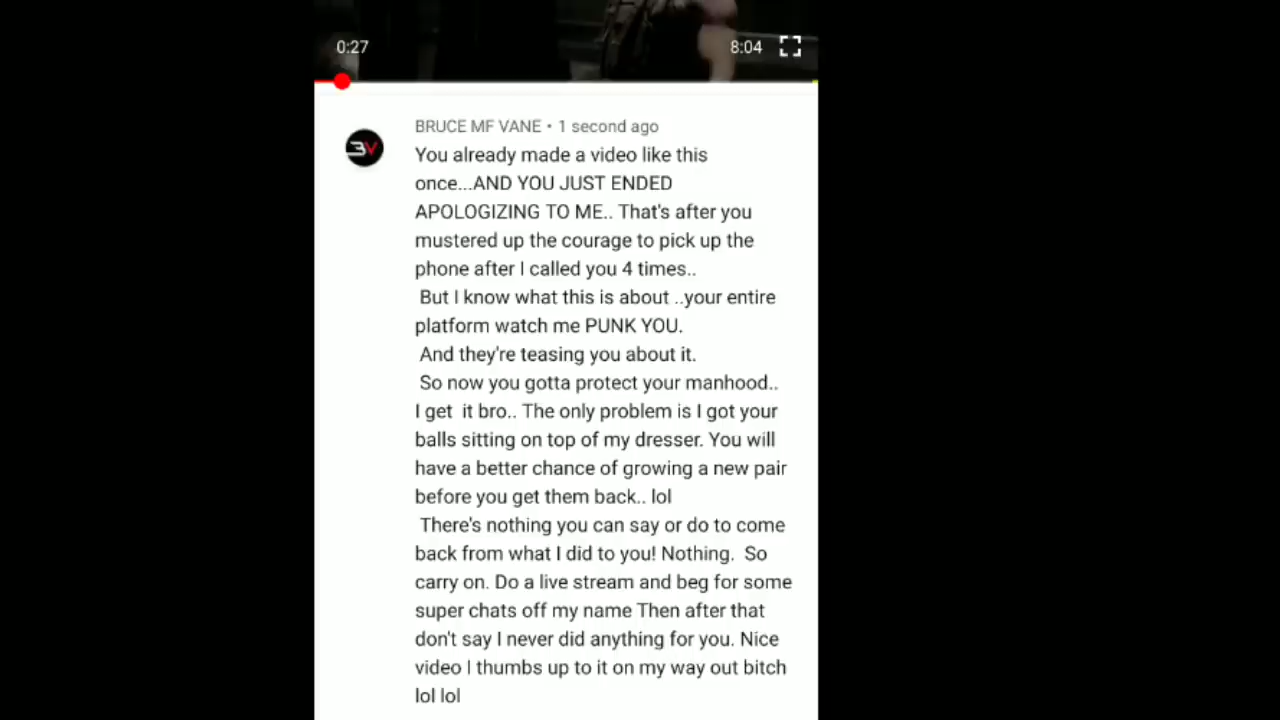 0:27 8:04
BRUCE MF VANE • 1 second ago
3V
You already made a video like this
once...AND YOU JUST ENDED
APOLOGIZING TO ME.. That's after you
mustered up the courage to pick up the
phone after I called you 4 times..
But I know what this is about ..your entire
platform watch me PUNK YOU.
And they're teasing you about it.
So now you gotta protect your manhood..
I get  it bro.. The only problem is I got your
balls sitting on top of my dresser. You will
have a better chance of growing a new pair
before you get them back.. lol
There's nothing you can say or do to come
back from what I did to you! Nothing.  So
carry on. Do a live stream and beg for some
super chats off my name Then after that
don't say I never did anything for you. Nice
video I thumbs up to it on my way out bitch
lol lol